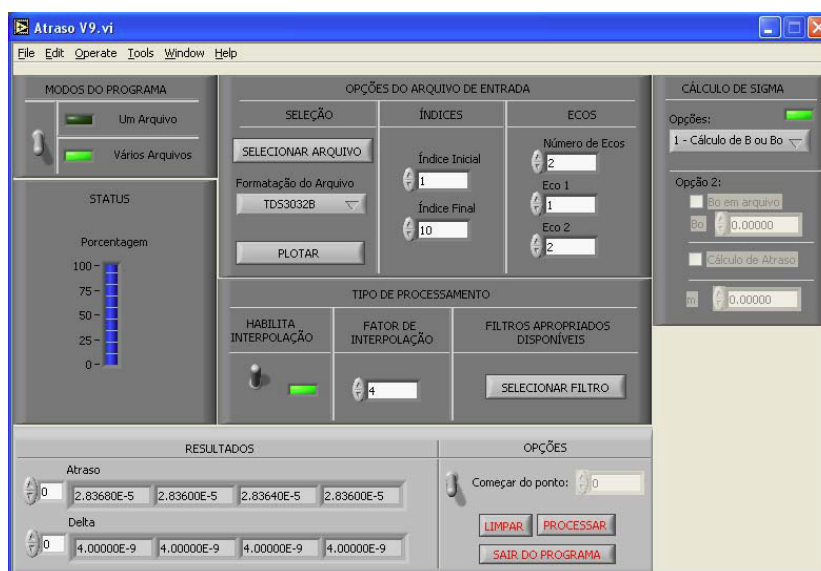 Atraso V9.vi
File Edit Operate Tools Window Help
MODOS DO PROGRAMA
Um Arquivo
Vários Arquivos
STATUS
Porcentagem
100
75
50
25
0
OPÇÕES DO ARQUIVO DE ENTRADA
SELEÇÃO
SELECIONAR ARQUIVO
Formatação do Arquivo
TDS3032B
PLOTAR
ÍNDICES
Índice Inicial
1
Índice Final
10
ECOS
Número de Ecos
2
Eco 1
1
Eco 2
2
TIPO DE PROCESSAMENTO
HABILITA
INTERPOLAÇÃO
FATOR DE
INTERPOLAÇÃO
4
FILTROS APROPRIADOS
DISPONÍVEIS
SELECIONAR FILTRO
CÁLCULO DE SIGMA
Opções:
1 - Cálculo de B ou Bo
Opção 2:
Bo em arquivo
Bo 0.00000
Cálculo de Atraso
m 0.00000
RESULTADOS
Atraso
0 2.83680E-5 2.83600E-5 2.83640E-5 2.83600E-5
Delta
0 4.00000E-9 4.00000E-9 4.00000E-9 4.00000E-9
OPÇÕES
Começar do ponto: 0
LIMPAR PROCESSAR
SAIR DO PROGRAMA